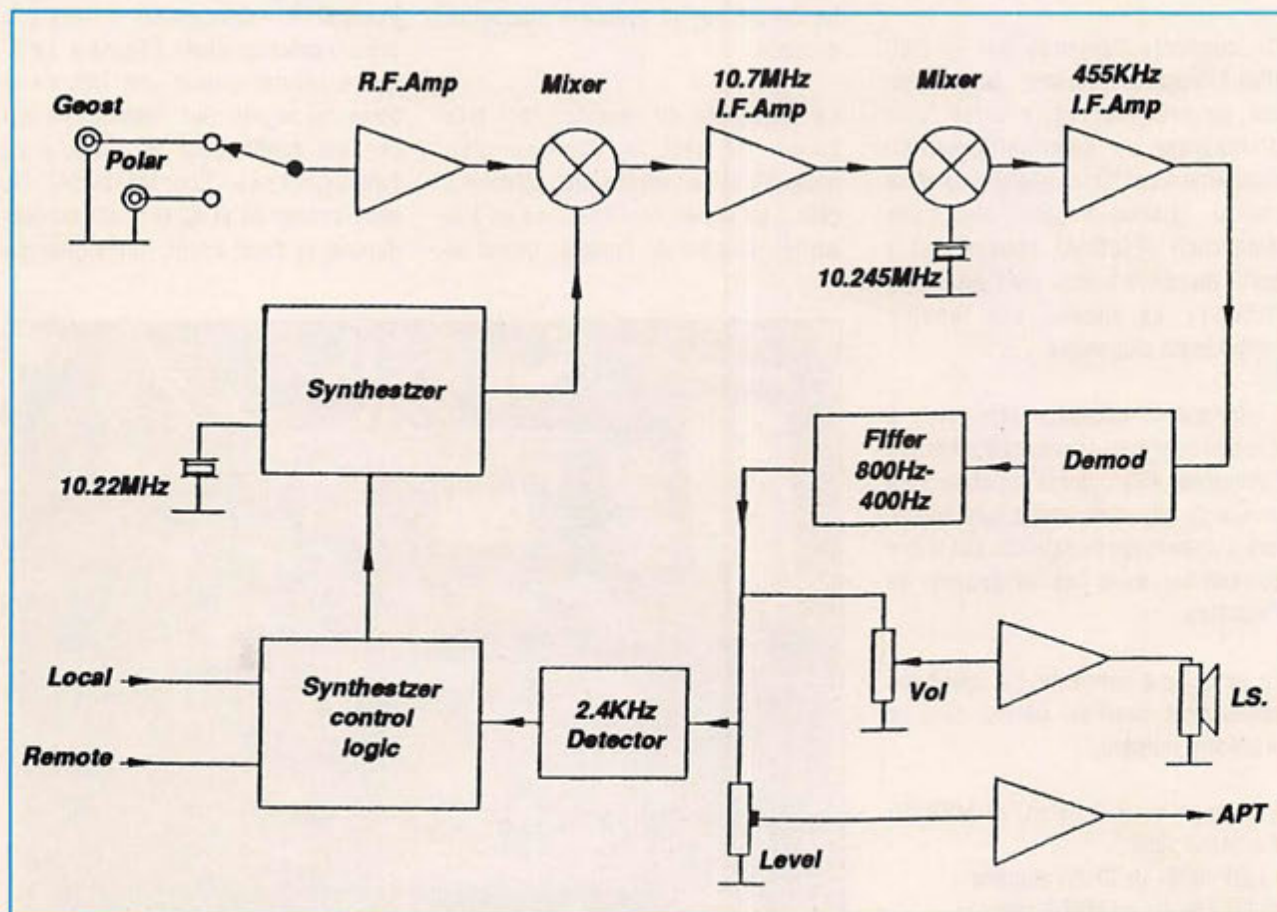 Geost
Polar
R.F.Amp
Mixer
10.7MHz
I.F.Amp
Mixer
455KHz
I.F.Amp
10.245MHz
Synthestzer
10.22MHz
Fiffer
800Hz-
400Hz
Demod
Local
Remote
Synthestzer
control
logic
2.4KHz
Detector
Vol
LS.
Level
APT